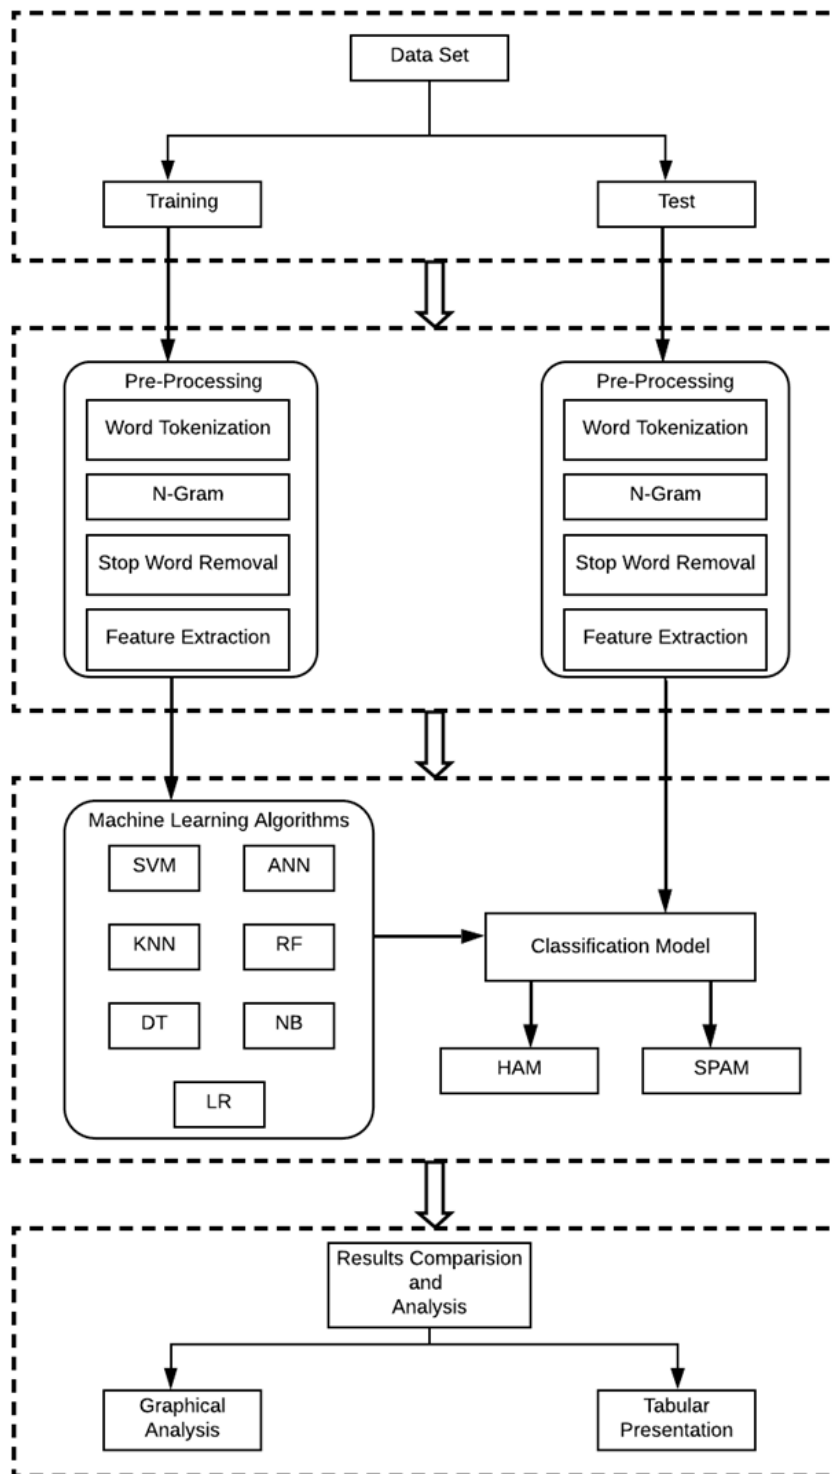 Data Set
Training
Test
Pre-Processing
Word Tokenization
N-Gram
Stop Word Removal
Feature Extraction
Pre-Processing
Word Tokenization
N-Gram
Stop Word Removal
Feature Extraction
Machine Learning Algorithms
SVM
ANN
KNN
RF
DT
NB
LR
Classification Model
HAM
SPAM
Results Comparision
and
Analysis
Graphical
Analysis
Tabular
Presentation